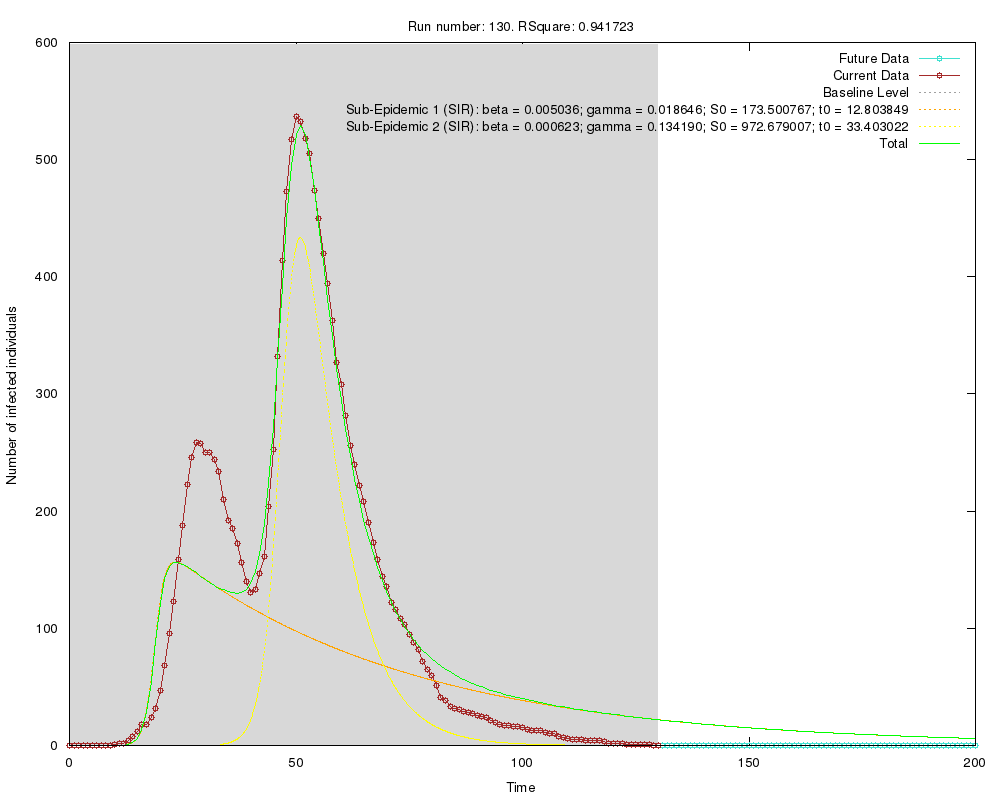 Run number: 130. RSquare: 0.941723
600
500
400
300
200
100
0
0
50
100
150
200
Number of infected individuals
Time
Future Data
Current Data
Baseline Level
Sub-Epidemic 1 (SIR): beta = 0.005036; gamma = 0.018646; S0 = 173.500767; t0 = 12.803849
Sub-Epidemic 2 (SIR): beta = 0.000623; gamma = 0.134190; S0 = 972.679007; t0 = 33.403022
Total